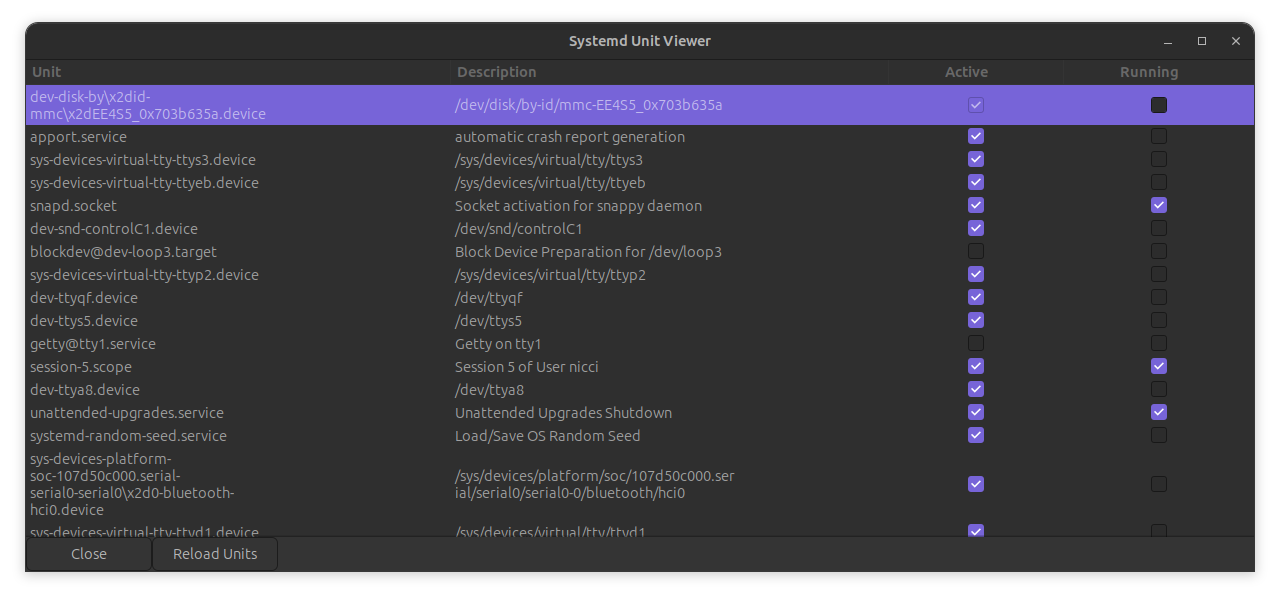 Systemd Unit Viewer
Unit Description Active Running
dev-disk-by\x2did-
mmc\x2dEE4S5_0x703b635a.device
/dev/disk/by-id/mmc-EE4S5_0x703b635a
apport.service automatic crash report generation
sys-devices-virtual-tty-ttys3.device /sys/devices/virtual/tty/ttys3
sys-devices-virtual-tty-ttyeb.device /sys/devices/virtual/tty/ttyeb
snapd.socket Socket activation for snappy daemon
dev-snd-controlC1.device /dev/snd/controlC1
blockdev@dev-loop3.target Block Device Preparation for /dev/loop3
sys-devices-virtual-tty-ttyp2.device /sys/devices/virtual/tty/ttyp2
dev-ttyqf.device /dev/ttyqf
dev-ttys5.device /dev/ttys5
getty@tty1.service Getty on tty1
session-5.scope Session 5 of User nicci
dev-ttya8.device /dev/ttya8
unattended-upgrades.service Unattended Upgrades Shutdown
systemd-random-seed.service Load/Save OS Random Seed
sys-devices-platform-
soc-107d50c000.serial-
serial0-serial0\x2d0-bluetooth-
hci0.device
/sys/devices/platform/soc/107d50c000.ser
ial/serial0/serial0-0/bluetooth/hci0
sys-devices-virtual-tty-ttyd1.device /sys/devices/virtual/tty/ttyd1
Close Reload Units